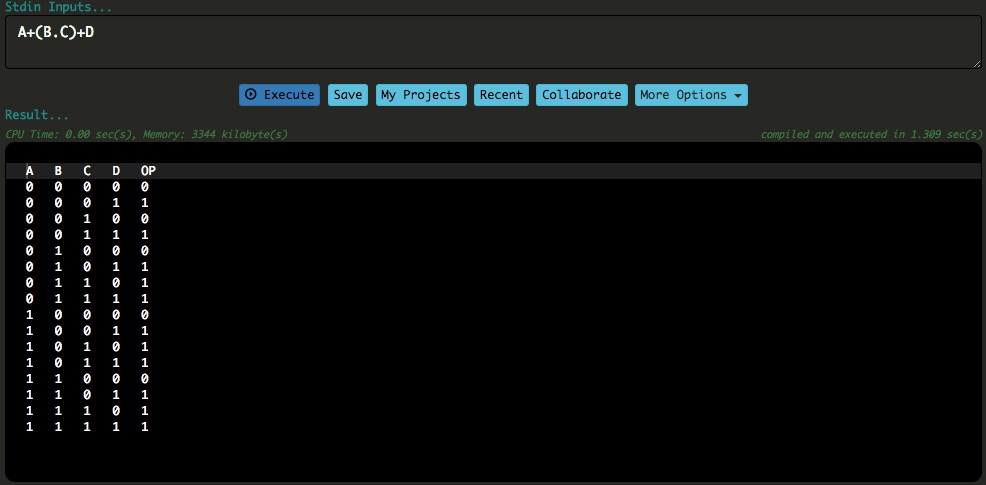 Stdin Inputs...
A+(B.C)+D
Execute Save My Projects Recent Collaborate More Options
Result...
CPU Time: 0.00 sec(s), Memory: 3344 kilobyte(s) compiled and executed in 1.309 sec(s)
A B C D OP
0 0 0 0 0
0 0 0 1 1
0 0 1 0 0
0 0 1 1 1
0 1 0 0 0
0 1 0 1 1
0 1 1 0 1
0 1 1 1 1
1 0 0 0 0
1 0 0 1 1
1 0 1 0 1
1 0 1 1 1
1 1 0 0 0
1 1 0 1 1
1 1 1 0 1
1 1 1 1 1